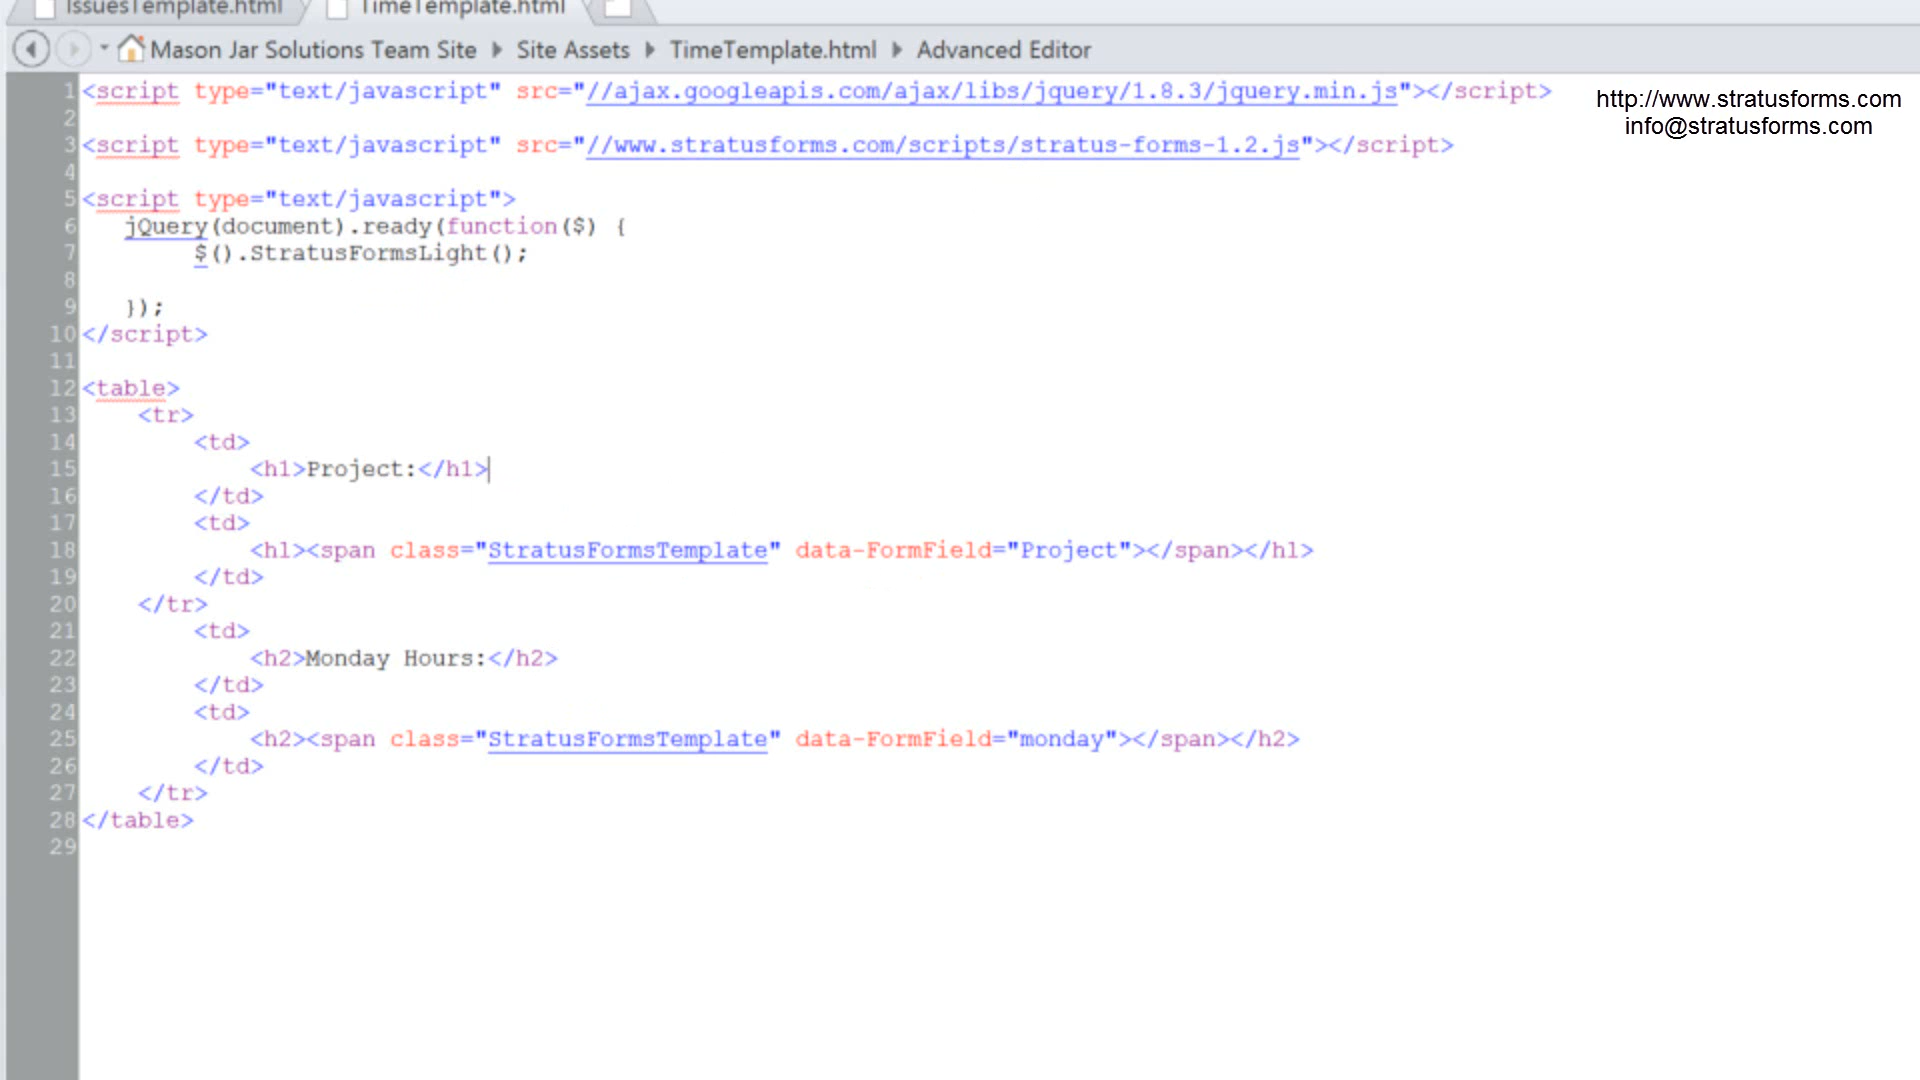 IssuesTemplate.html TimeTemplate.html
Mason Jar Solutions Team Site Site Assets TimeTemplate.html Advanced Editor
http://www.stratusforms.com
info@stratusforms.com
1 <script type="text/javascript" src="//ajax.googleapis.com/ajax/libs/jquery/1.8.3/jquery.min.js"></script>
2
3 <script type="text/javascript" src="//www.stratusforms.com/scripts/stratus-forms-1.2.js"></script>
4
5 <script type="text/javascript">
6 jQuery(document).ready(function($) {
7 $().StratusFormsLight();
8
9 });
10 </script>
11
12 <table>
13 <tr>
14 <td>
15 <h1>Project:</h1>
16 </td>
17 <td>
18 <h1><span class="StratusFormsTemplate" data-FormField="Project"></span></h1>
19 </td>
20 </tr>
21 <td>
22 <h2>Monday Hours:</h2>
23 </td>
24 <td>
25 <h2><span class="StratusFormsTemplate" data-FormField="monday"></span></h2>
26 </td>
27 </tr>
28 </table>
29